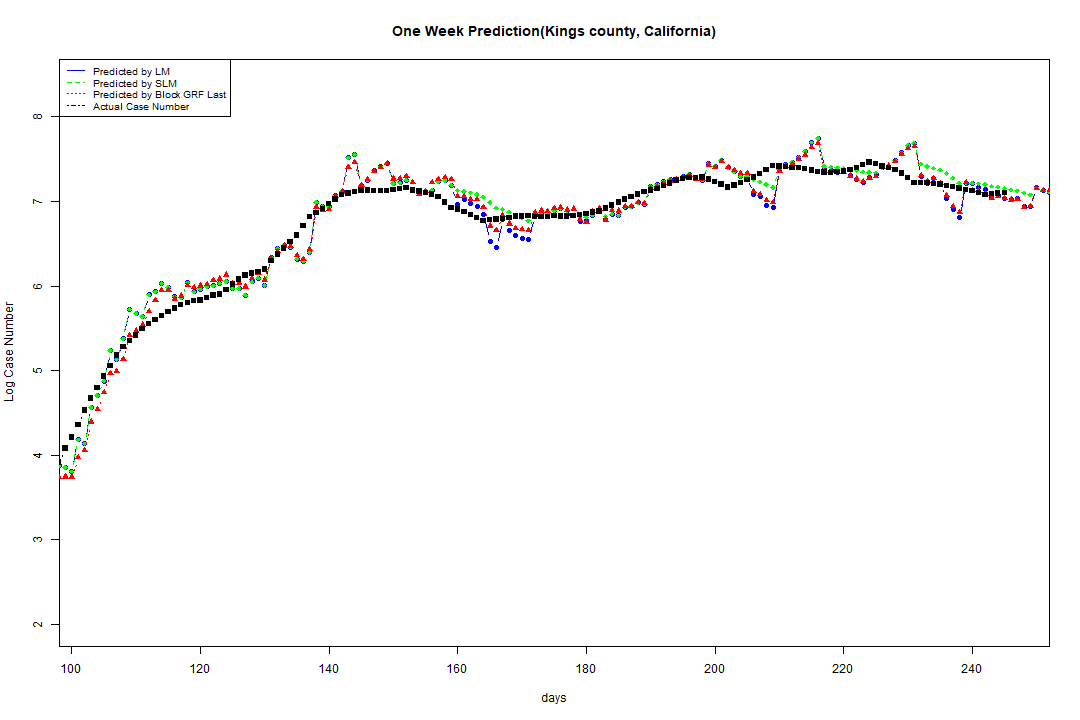 One Week Prediction(Kings county, California)
Predicted by LM
Predicted by SLM
Predicted by Block GRF Last
Actual Case Number
8
7
6
5
4
3
2
Log Case Number
100 120 140 160 180 200 220 240
days